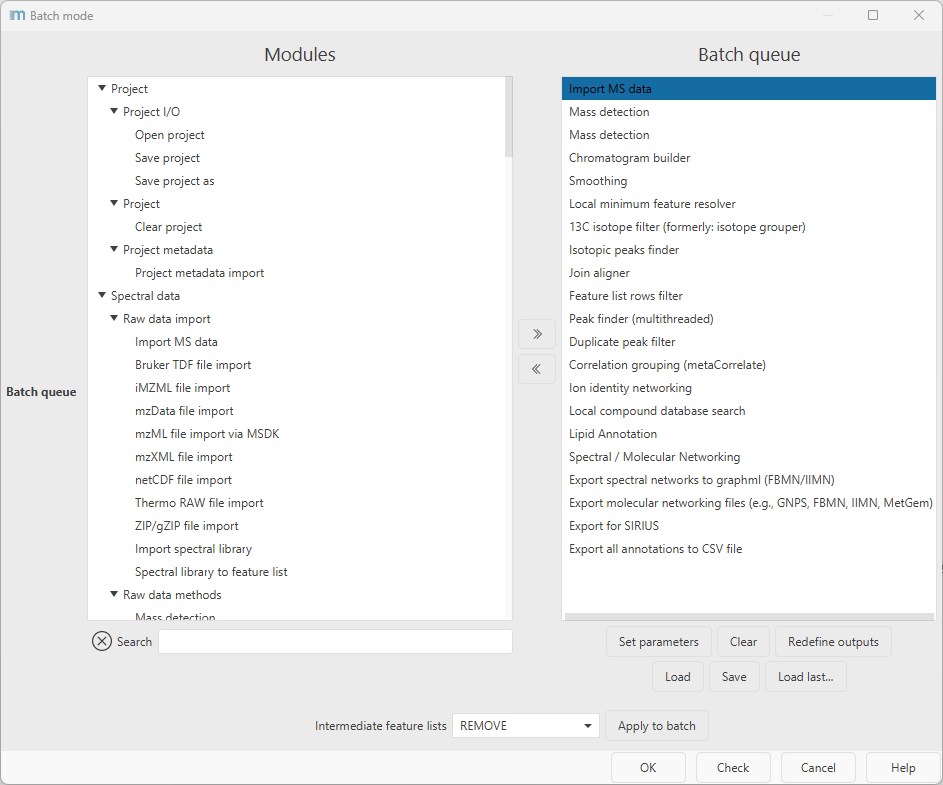 m Batch mode
Modules
Batch queue
Project
Project I/O
Open project
Save project
Save project as
Project
Clear project
Project metadata
Project metadata import
Spectral data
Raw data import
Import MS data
Bruker TDF file import
iMZML file import
mzData file import
mzML file import via MSDK
mzXML file import
netCDF file import
Thermo RAW file import
ZIP/gZIP file import
Import spectral library
Spectral library to feature list
Raw data methods
Mass detection
Batch queue
Import MS data
Mass detection
Mass detection
Chromatogram builder
Smoothing
Local minimum feature resolver
13C isotope filter (formerly: isotope grouper)
Isotopic peaks finder
Join aligner
Feature list rows filter
Peak finder (multithreaded)
Duplicate peak filter
Correlation grouping (metaCorrelate)
Ion identity networking
Local compound database search
Lipid Annotation
Spectral / Molecular Networking
Export spectral networks to graphml (FBMN/IIMN)
Export molecular networking files (e.g., GNPS, FBMN, IIMN, MetGem)
Export for SIRIUS
Export all annotations to CSV file
Search
Set parameters Clear Redefine outputs
Load Save Load last...
Intermediate feature lists REMOVE Apply to batch
OK Check Cancel Help